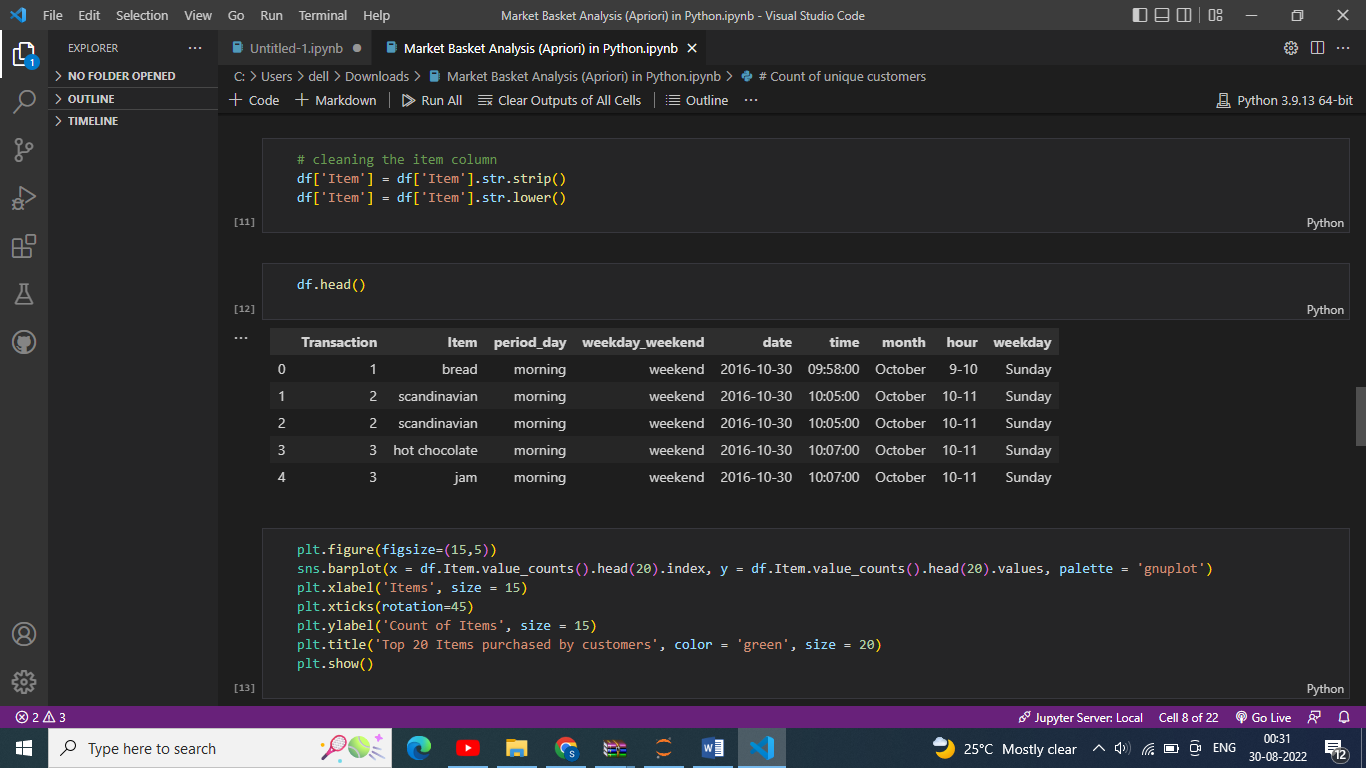 File Edit Selection View Go Run Terminal Help
Market Basket Analysis (Apriori) in Python.ipynb - Visual Studio Code
EXPLORER ···
Untitled-1.ipynb
Market Basket Analysis (Apriori) in Python.ipynb
1
NO FOLDER OPENED
OUTLINE
TIMELINE
C: > Users > dell > Downloads > Market Basket Analysis (Apriori) in Python.ipynb > # Count of unique customers
+ Code + Markdown | Run All Clear Outputs of All Cells | Outline ···
Python 3.9.13 64-bit
# cleaning the item column
df['Item'] = df['Item'].str.strip()
df['Item'] = df['Item'].str.lower()
[11]
Python
df.head()
[12]
Python
···
Transaction Item period_day weekday_weekend date time month hour weekday
0 1 bread morning weekend 2016-10-30 09:58:00 October 9-10 Sunday
1 2 scandinavian morning weekend 2016-10-30 10:05:00 October 10-11 Sunday
2 2 scandinavian morning weekend 2016-10-30 10:05:00 October 10-11 Sunday
3 3 hot chocolate morning weekend 2016-10-30 10:07:00 October 10-11 Sunday
4 3 jam morning weekend 2016-10-30 10:07:00 October 10-11 Sunday
plt.figure(figsize=(15,5))
sns.barplot(x = df.Item.value_counts().head(20).index, y = df.Item.value_counts().head(20).values, palette = 'gnuplot')
plt.xlabel('Items', size = 15)
plt.xticks(rotation=45)
plt.ylabel('Count of Items', size = 15)
plt.title('Top 20 Items purchased by customers', color = 'green', size = 20)
plt.show()
[13]
Python
2 3
Jupyter Server: Local Cell 8 of 22 Go Live
Type here to search
25°C Mostly clear
ENG
00:31
30-08-2022
12